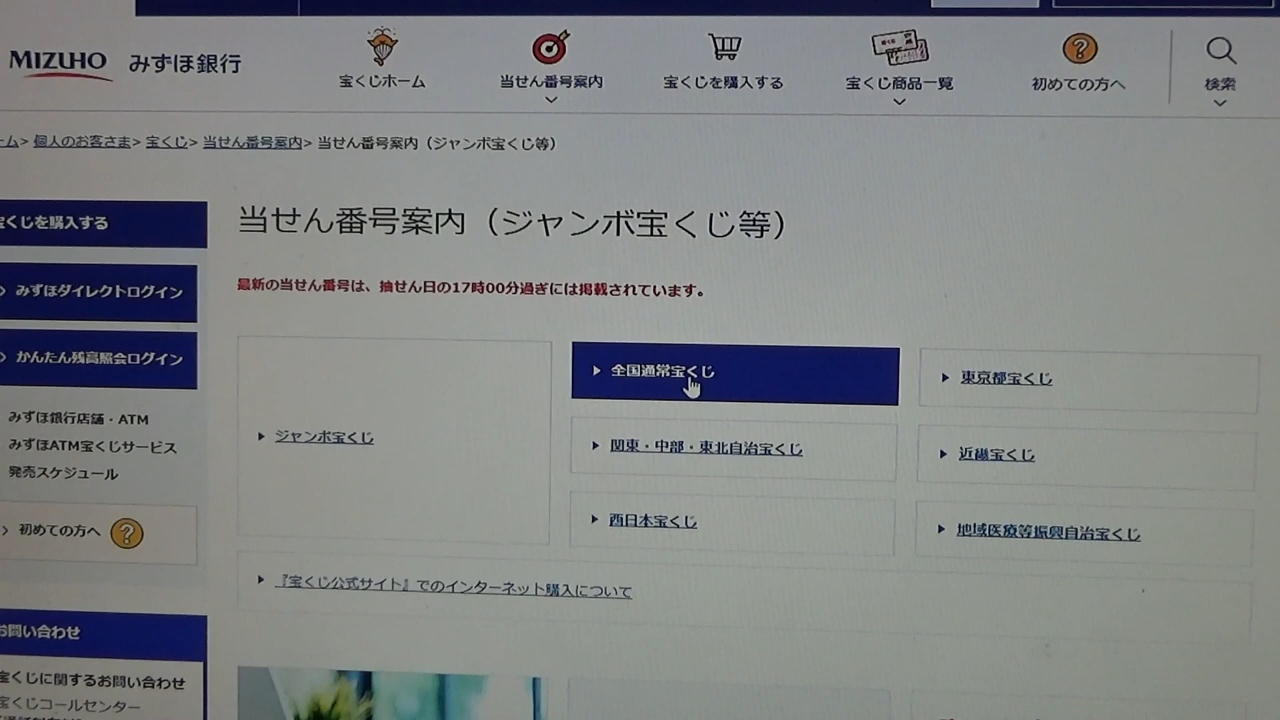 MIZUHO みずほ銀行
宝くじホーム
当せん番号案内
宝くじを購入する
宝くじ商品一覧
初めての方へ
検索
ーム> 個人のお客さま> 宝くじ> 当せん番号案内> 当せん番号案内（ジャンボ宝くじ等）
宝くじを購入する
みずほダイレクトログイン
かんたん残高照会ログイン
みずほ銀行店舗・ATM
みずほATM宝くじサービス
発売スケジュール
初めての方へ
お問い合わせ
宝くじに関するお問い合わせ
宝くじコールセンター
当せん番号案内（ジャンボ宝くじ等）
最新の当せん番号は、抽せん日の17時00分過ぎには掲載されています。
ジャンボ宝くじ
全国通常宝くじ
東京都宝くじ
関東・中部・東北自治宝くじ
近畿宝くじ
西日本宝くじ
地域医療等振興自治宝くじ
『宝くじ公式サイト』でのインターネット購入について